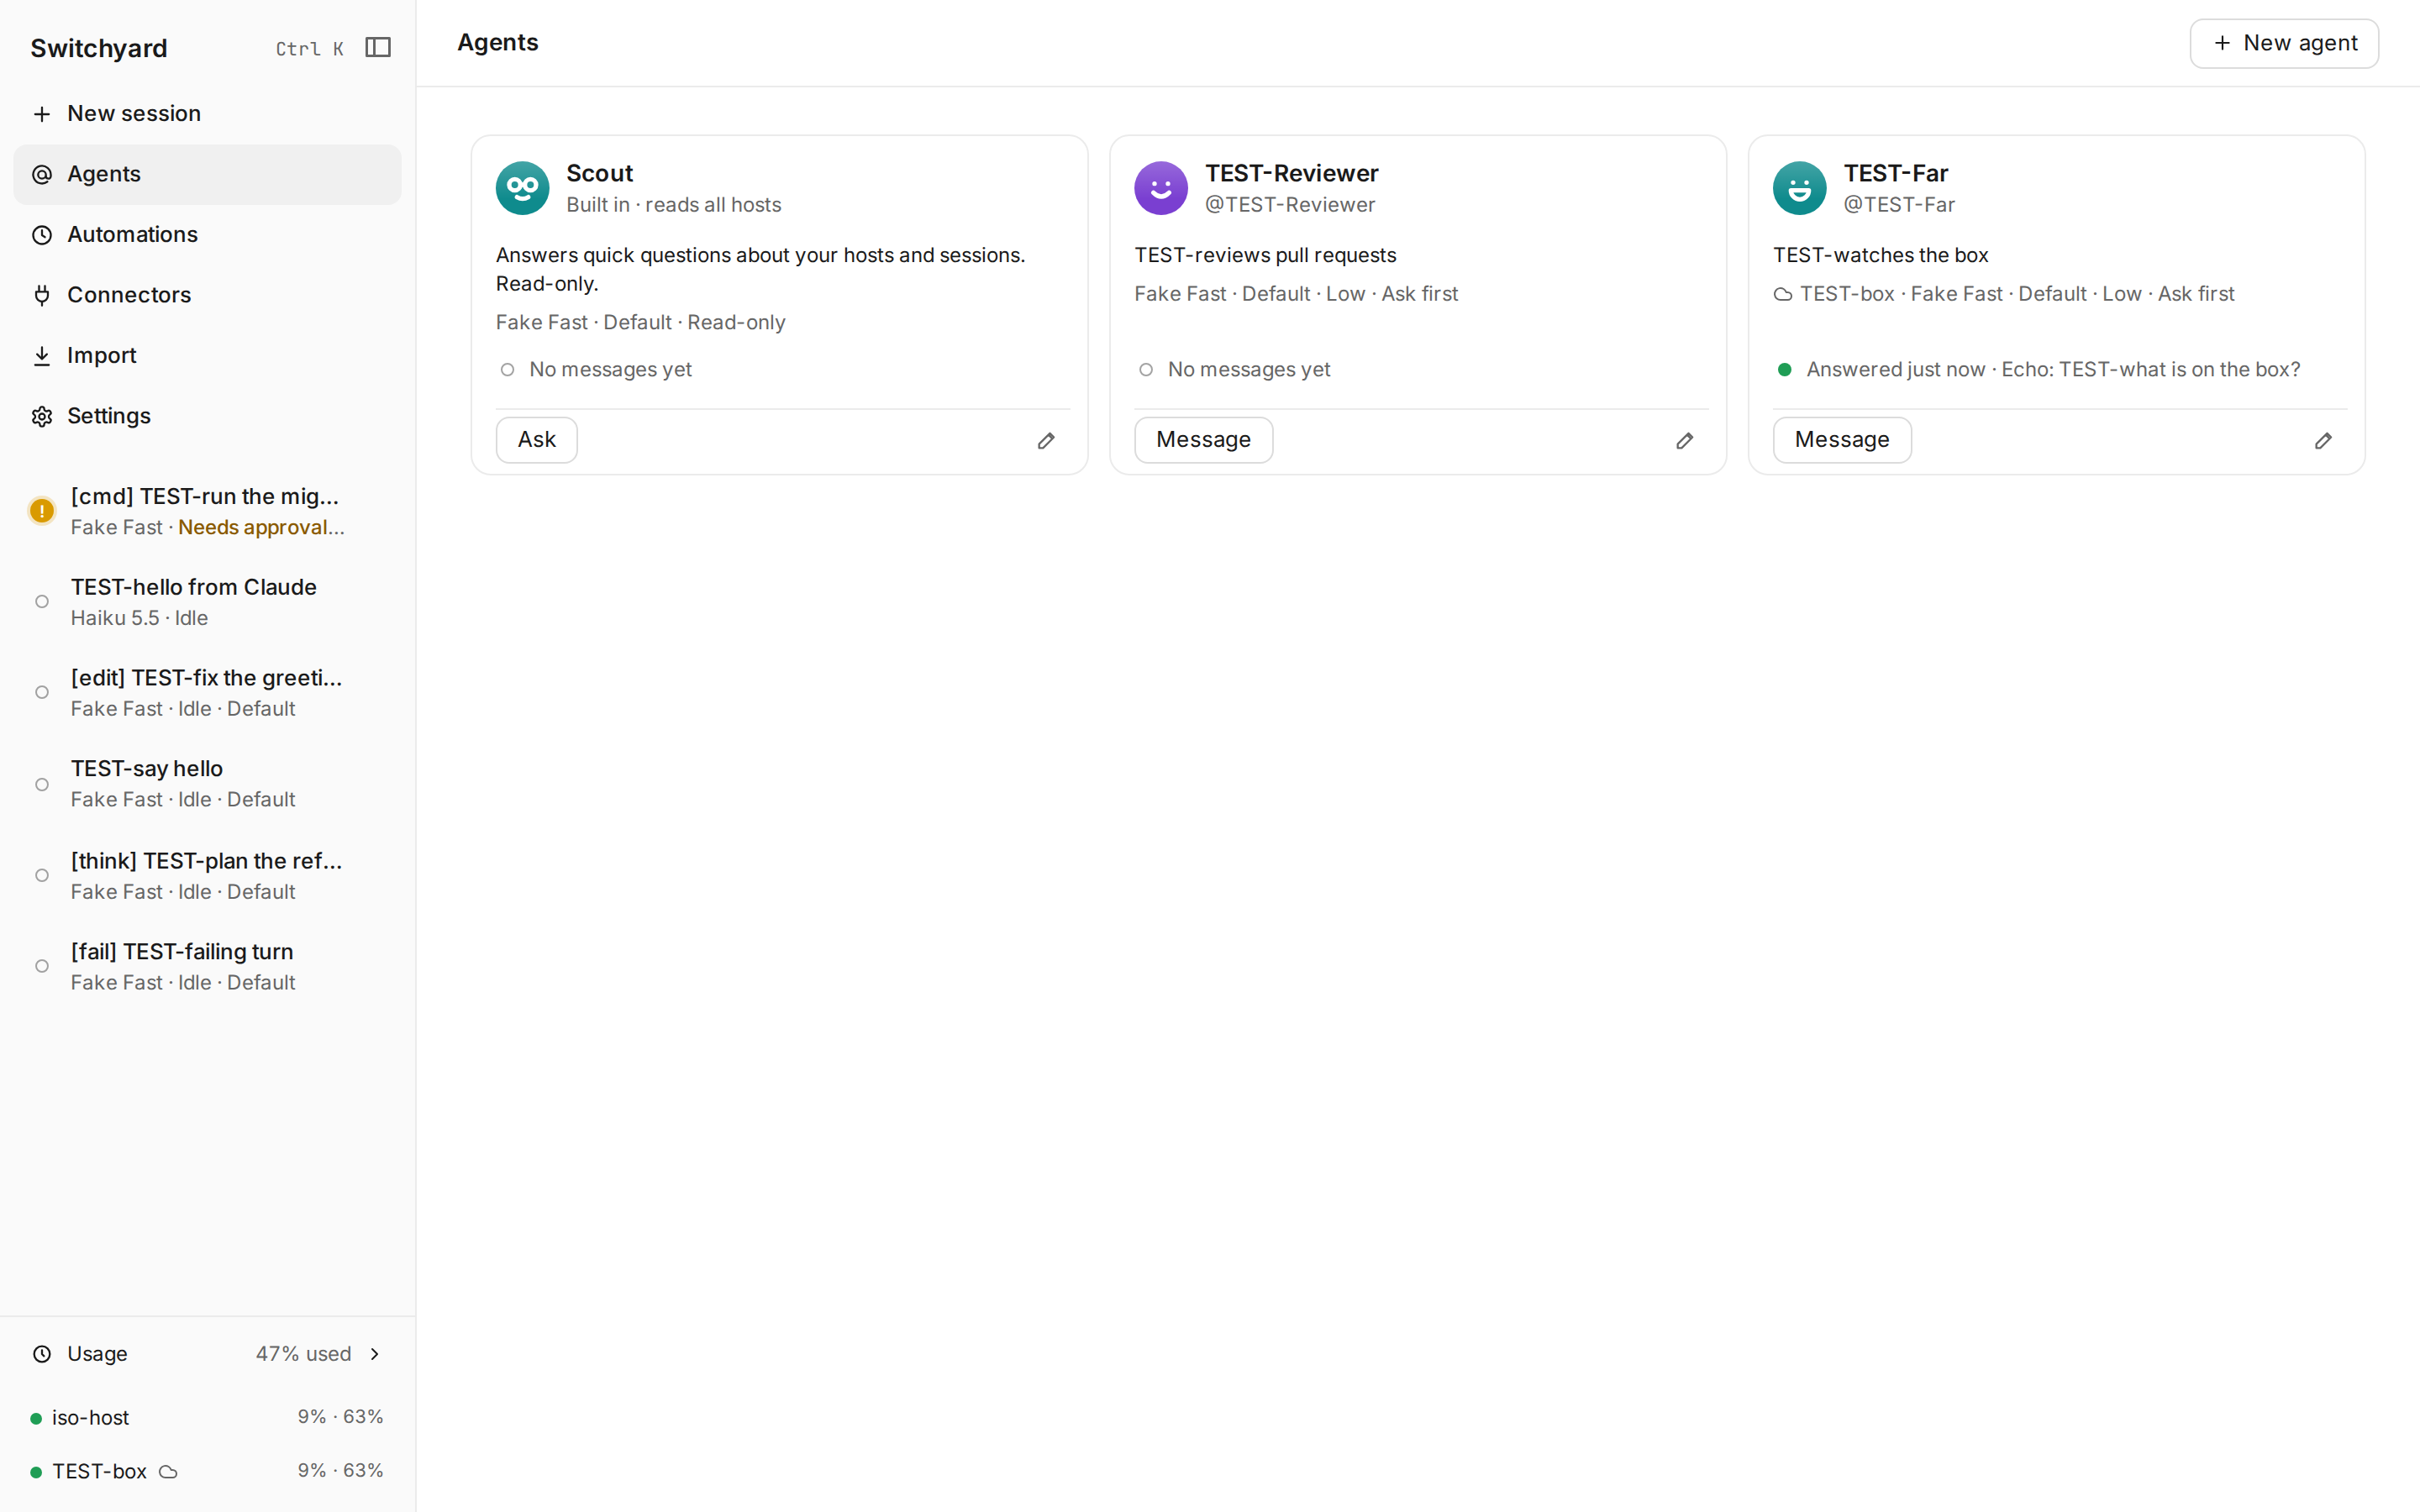 Switchyard
Ctrl K
New session
Agents
Automations
Connectors
Import
Settings
[cmd] TEST-run the mig...
Fake Fast · Needs approval...
TEST-hello from Claude
Haiku 5.5 · Idle
[edit] TEST-fix the greeti...
Fake Fast · Idle · Default
TEST-say hello
Fake Fast · Idle · Default
[think] TEST-plan the ref...
Fake Fast · Idle · Default
[fail] TEST-failing turn
Fake Fast · Idle · Default
Usage
47% used
iso-host
9% · 63%
TEST-box
9% · 63%
Agents
New agent
Scout
Built in · reads all hosts
Answers quick questions about your hosts and sessions.
Read-only.
Fake Fast · Default · Read-only
No messages yet
Ask
TEST-Reviewer
@TEST-Reviewer
TEST-reviews pull requests
Fake Fast · Default · Low · Ask first
No messages yet
Message
TEST-Far
@TEST-Far
TEST-watches the box
TEST-box · Fake Fast · Default · Low · Ask first
Answered just now · Echo: TEST-what is on the box?
Message